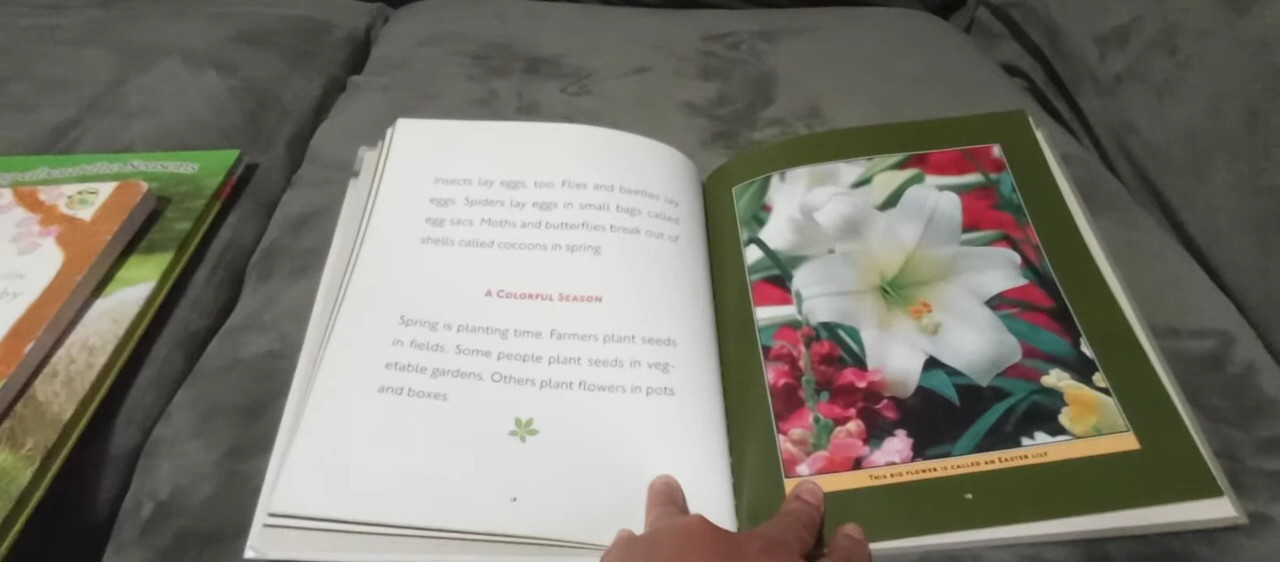 Seasons
Insects lay eggs, too. Flies and beetles lay
eggs. Spiders lay eggs in small bags called
egg sacs. Moths and butterflies break out of
shells called cocoons in spring.
A COLORFUL SEASON
Spring is planting time. Farmers plant seeds
in fields. Some people plant seeds in veg-
etable gardens. Others plant flowers in pots
and boxes.
THIS BIG FLOWER IS CALLED AN EASTER LILY